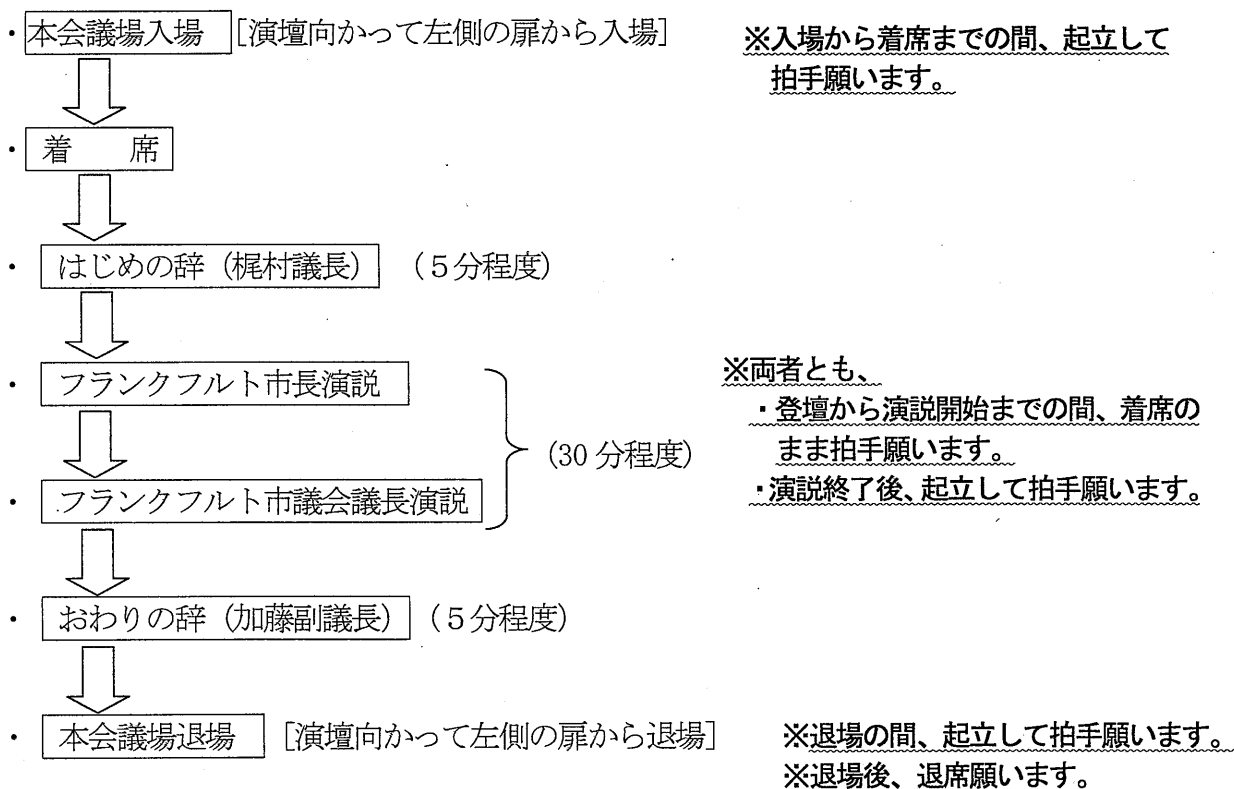 ・本会議場入場 [演壇向かって左側の扉から入場]
※入場から着席までの間、起立して
拍手願います。
・着　　席
・はじめの辞（梶村議長）（５分程度）
・フランクフルト市長演説
・フランクフルト市議会議長演説
(30 分程度)
※両者とも、
・登壇から演説開始までの間、着席の
まま拍手願います。
・演説終了後、起立して拍手願います。
・おわりの辞（加藤副議長）（５分程度）
・本会議場退場 [演壇向かって左側の扉から退場]
※退場の間、起立して拍手願います。
※退場後、退席願います。